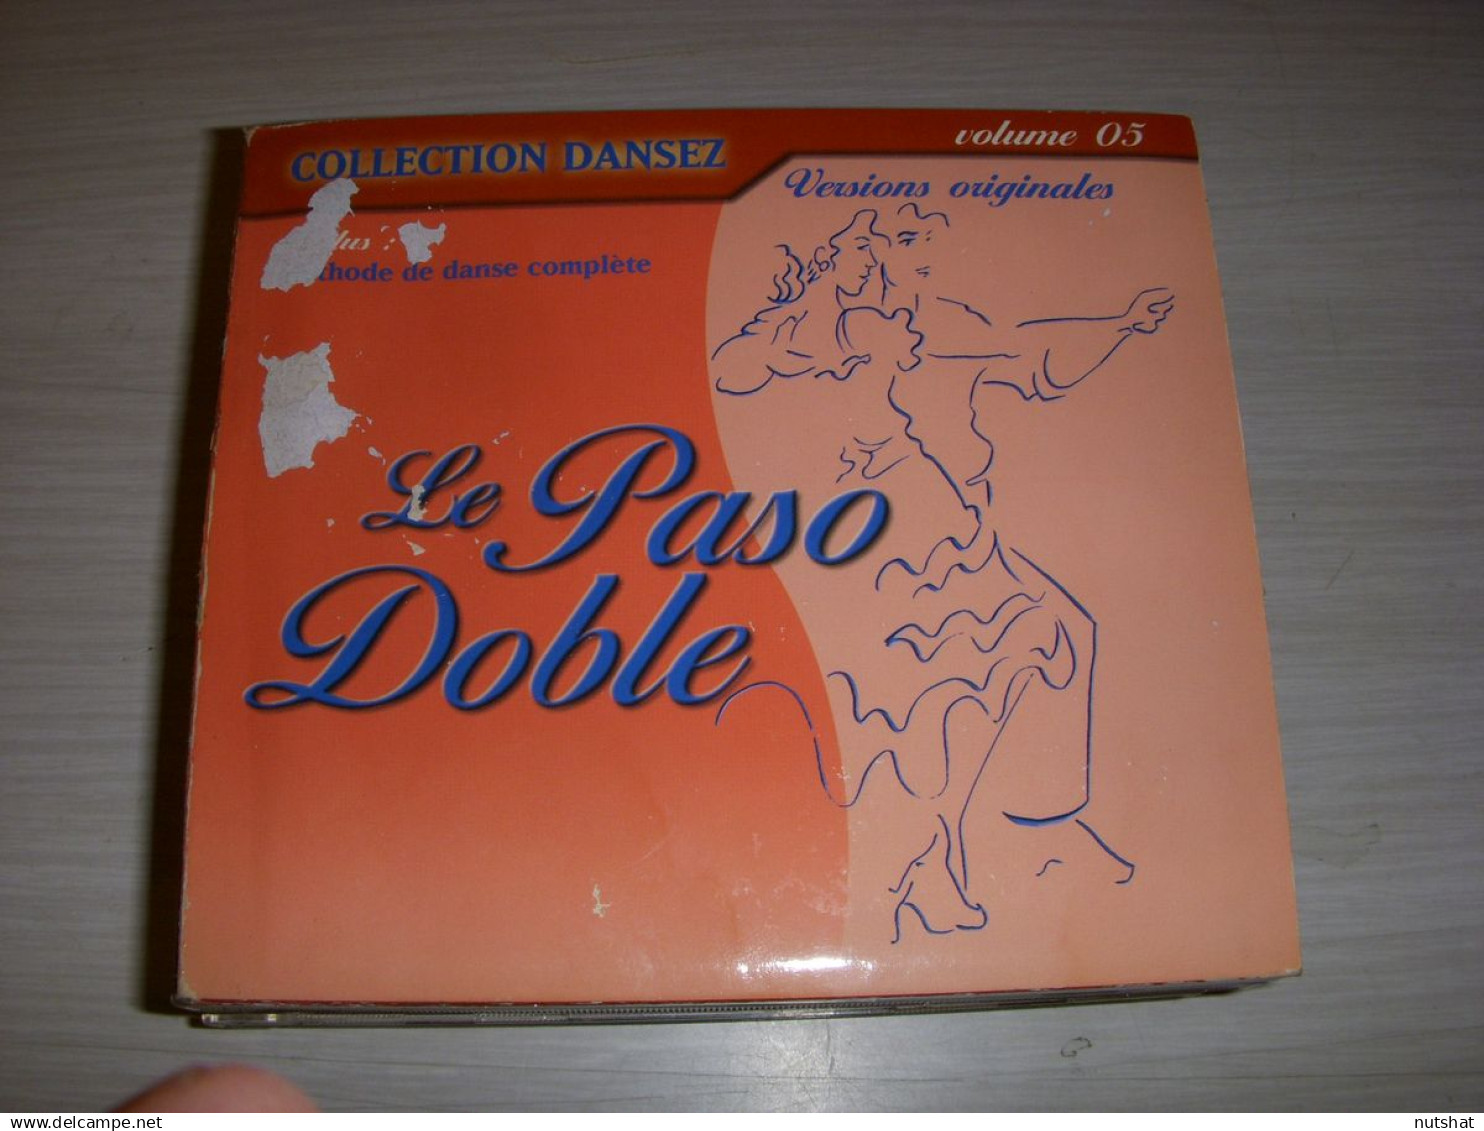 COLLECTION DANSEZ
volume 05
Versions originales
lus :
thode de danse complète
Le Paso
Doble
www.delcampe.net
nutshat